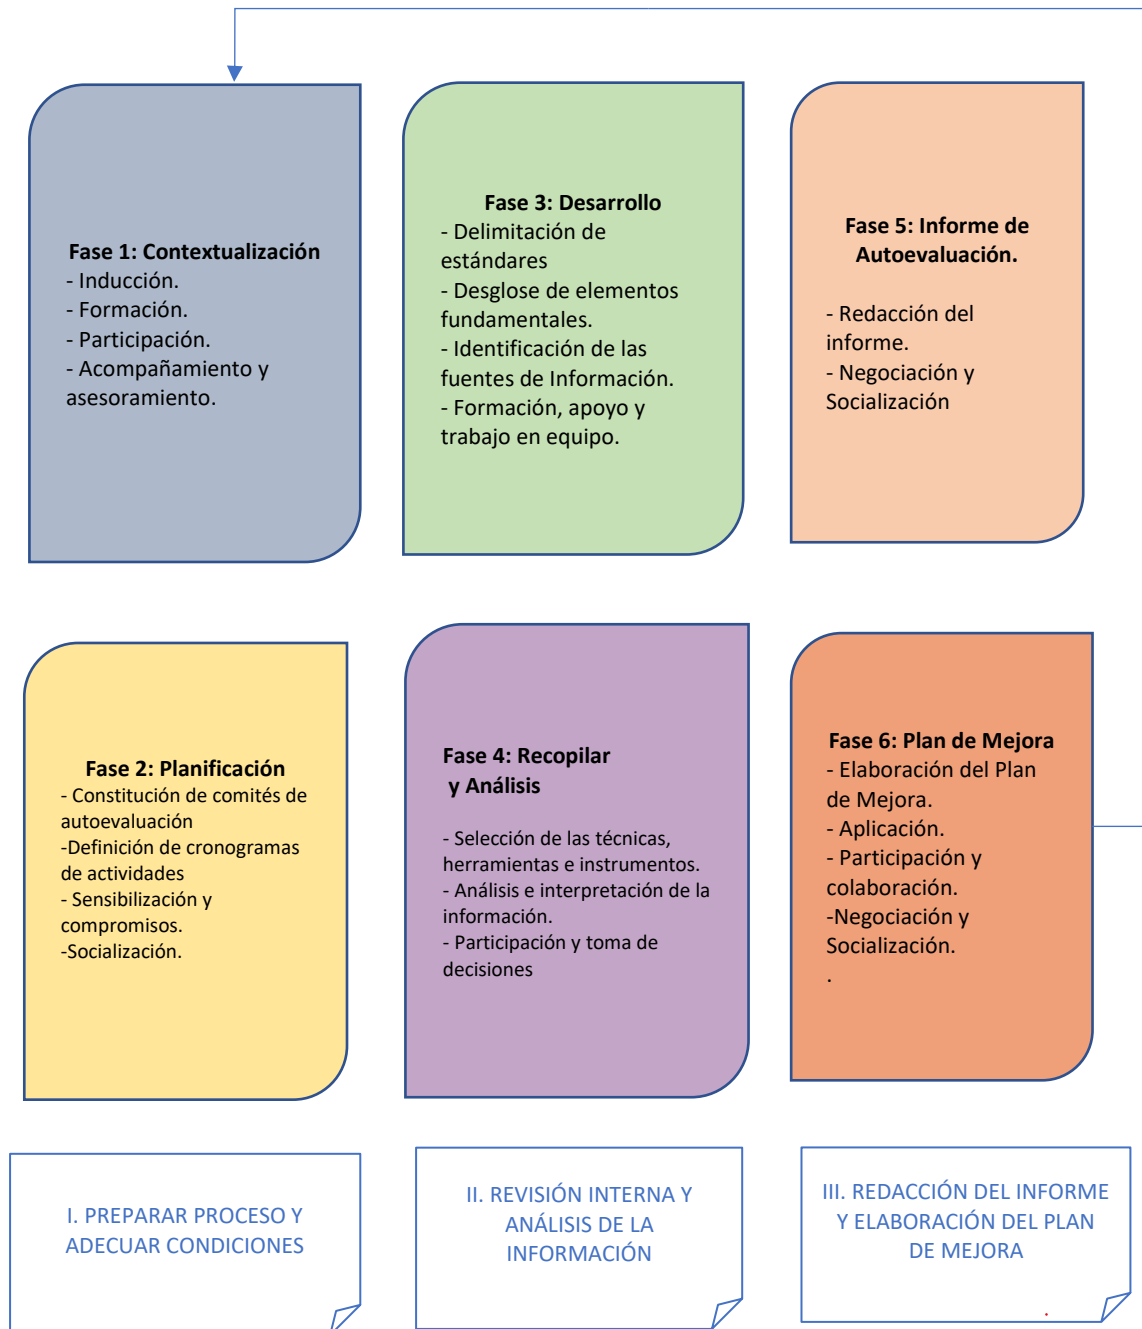 Fase 1: Contextualización
- Inducción.
- Formación.
- Participación.
- Acompañamiento y
asesoramiento.
Fase 2: Planificación
- Constitución de comités de
autoevaluación
-Definición de cronogramas
de actividades
- Sensibilización y
compromisos.
-Socialización.
I. PREPARAR PROCESO Y
ADECUAR CONDICIONES
Fase 3: Desarrollo
- Delimitación de
estándares
- Desglose de elementos
fundamentales.
- Identificación de las
fuentes de Información.
- Formación, apoyo y
trabajo en equipo.
Fase 4: Recopilar
y Análisis
- Selección de las técnicas,
herramientas e instrumentos.
- Análisis e interpretación de la
información.
- Participación y toma de
decisiones
II. REVISIÓN INTERNA Y
ANÁLISIS DE LA
INFORMACIÓN
Fase 5: Informe de
Autoevaluación.
- Redacción del
informe.
- Negociación y
Socialización
Fase 6: Plan de Mejora
- Elaboración del Plan
de Mejora.
- Aplicación.
- Participación y
colaboración.
-Negociación y
Socialización.
.
III. REDACCIÓN DEL INFORME
Y ELABORACIÓN DEL PLAN
DE MEJORA
.